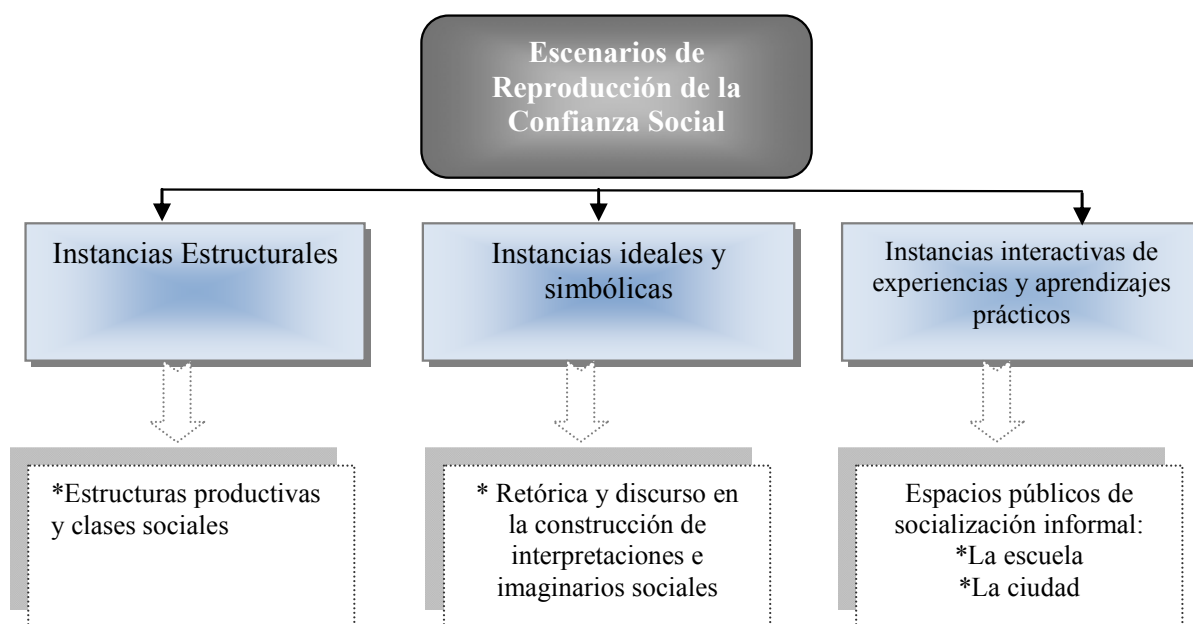 Escenarios de
Reproducción de la
Confianza Social
Instancias Estructurales
Instancias ideales y
simbólicas
Instancias interactivas de
experiencias y aprendizajes
prácticos
*Estructuras productivas
y clases sociales
* Retórica y discurso en
la construcción de
interpretaciones e
imaginarios sociales
Espacios públicos de
socialización informal:
*La escuela
*La ciudad